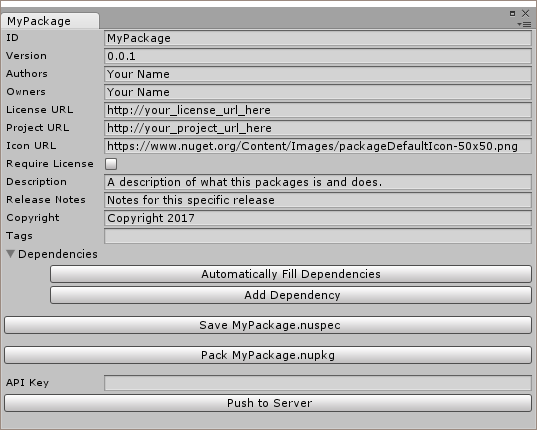 MyPackage
ID MyPackage
Version 0.0.1
Authors Your Name
Owners Your Name
License URL http://your_license_url_here
Project URL http://your_project_url_here
Icon URL https://www.nuget.org/Content/Images/packageDefaultIcon-50x50.png
Require License
Description A description of what this packages is and does.
Release Notes Notes for this specific release
Copyright Copyright 2017
Tags
Dependencies
Automatically Fill Dependencies
Add Dependency
Save MyPackage.nuspec
Pack MyPackage.nupkg
API Key
Push to Server